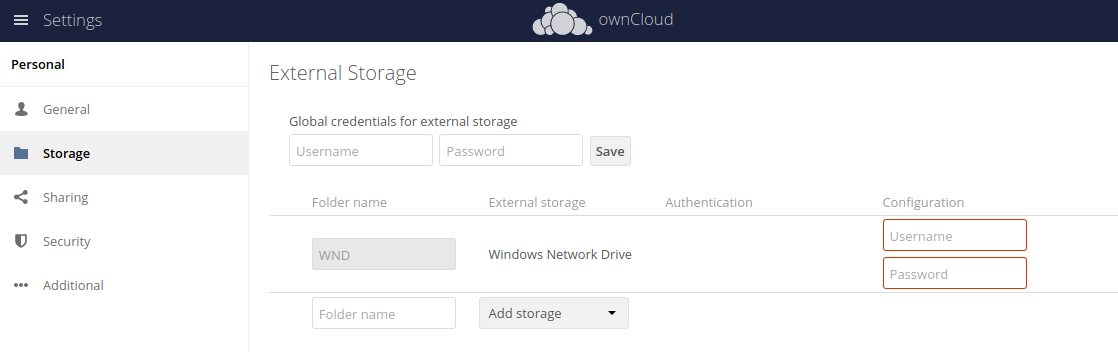 Settings
ownCloud
Personal
General
Storage
Sharing
Security
Additional
External Storage
Global credentials for external storage
Username Password Save
Folder name External storage Authentication Configuration
WND Windows Network Drive Username
Password
Folder name Add storage